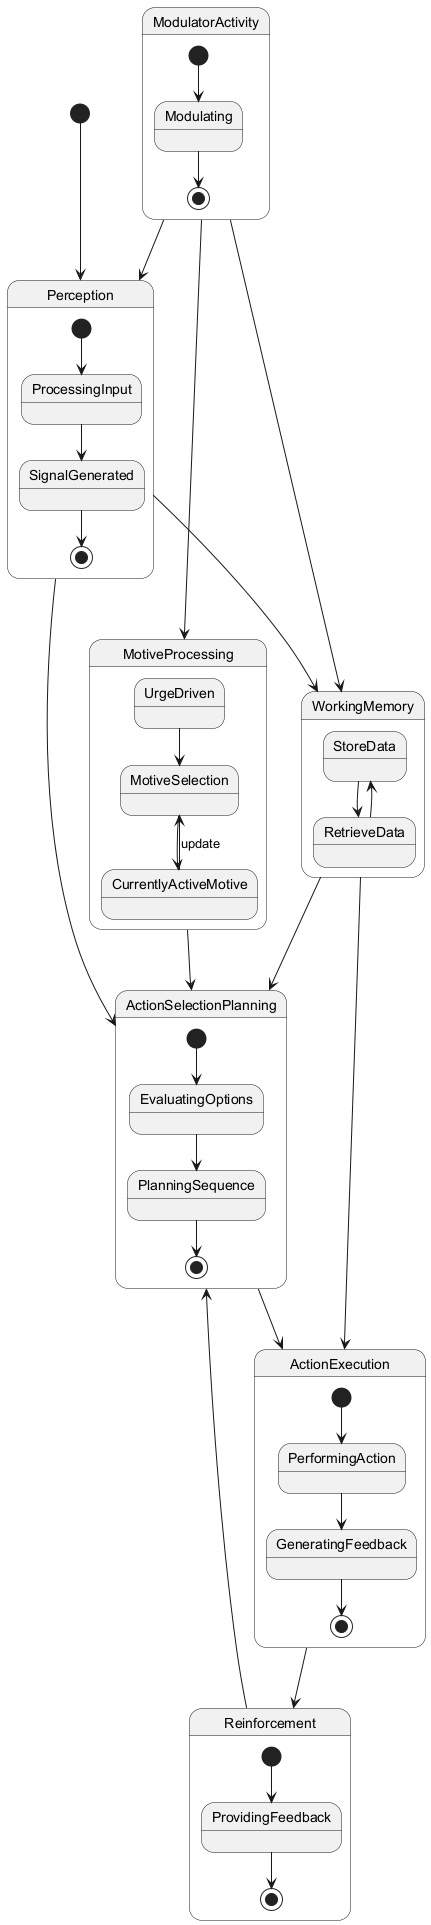 ModulatorActivity
Modulating
Perception
ProcessingInput
SignalGenerated
MotiveProcessing
UrgeDriven
MotiveSelection
update
CurrentlyActiveMotive
WorkingMemory
StoreData
RetrieveData
ActionSelectionPlanning
EvaluatingOptions
PlanningSequence
ActionExecution
PerformingAction
GeneratingFeedback
Reinforcement
ProvidingFeedback